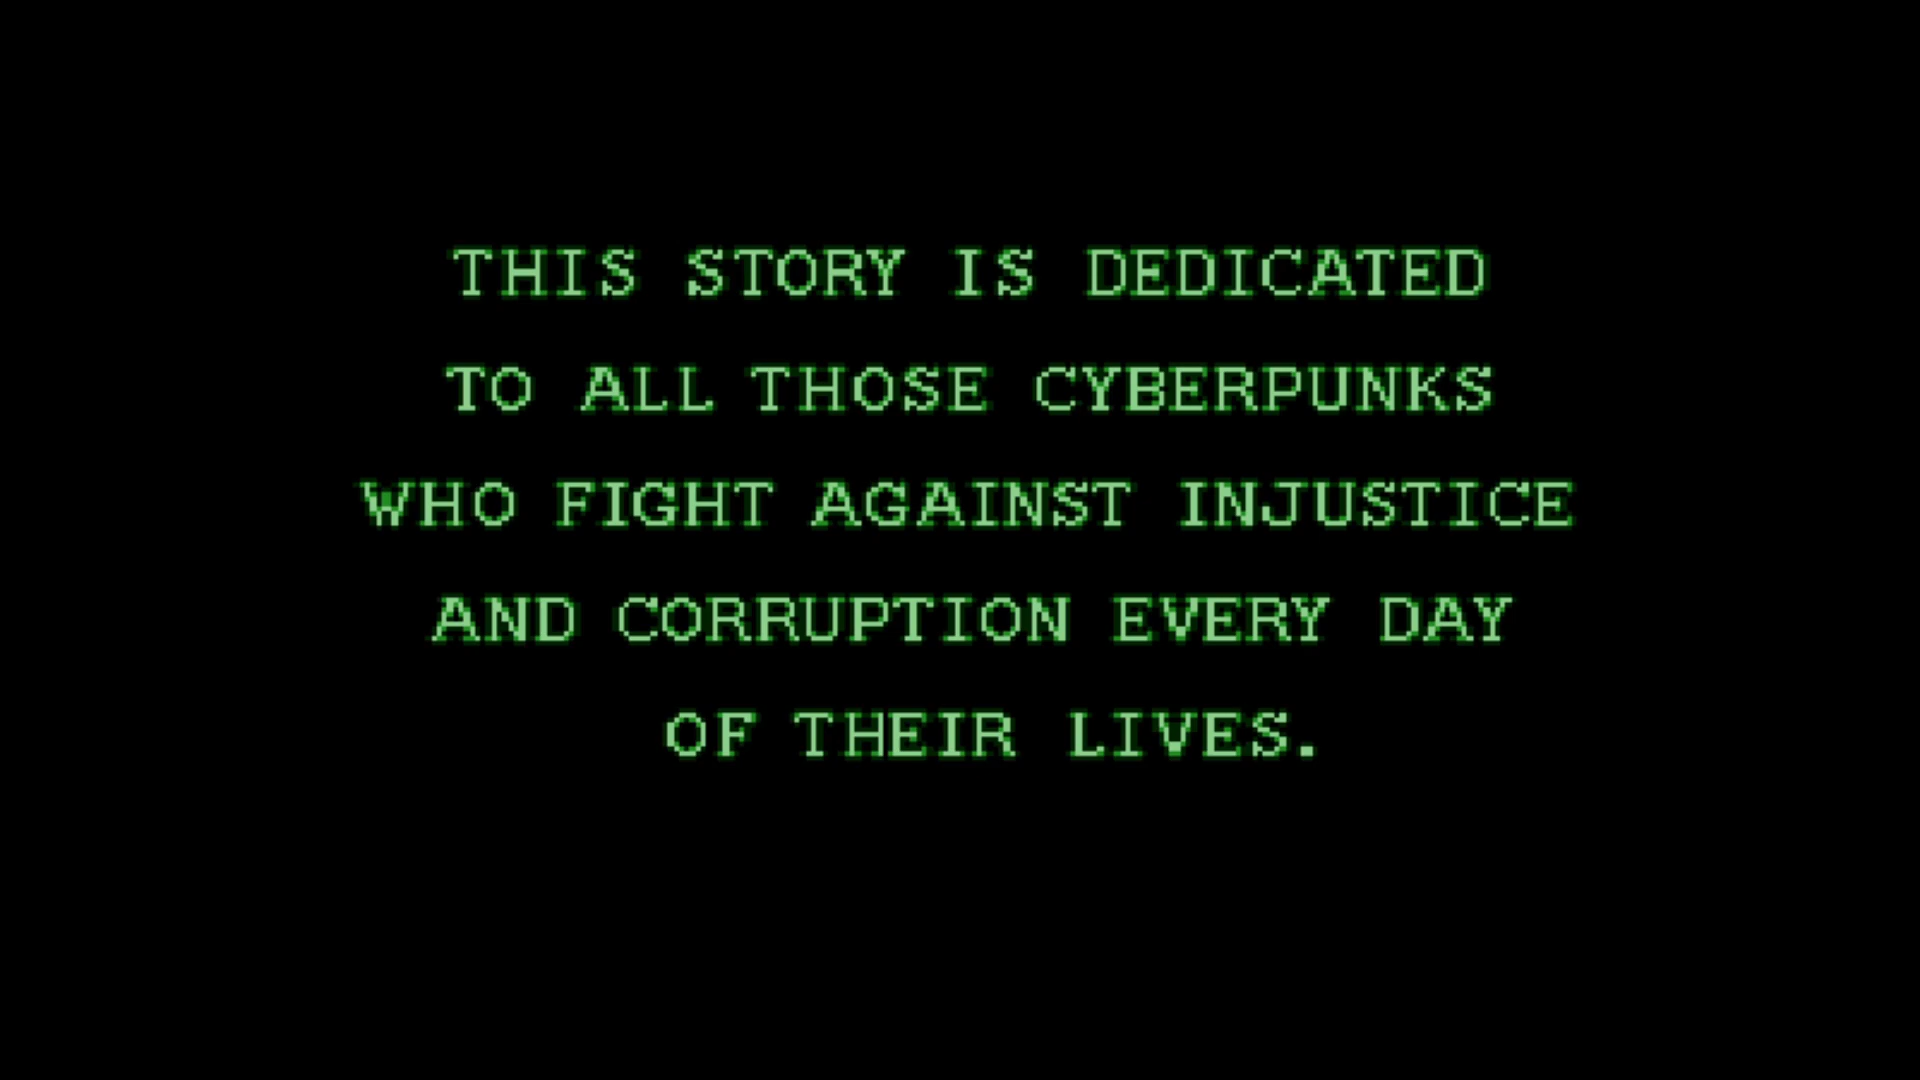 THIS STORY IS DEDICATED
TO ALL THOSE CYBERPUNKS
WHO FIGHT AGAINST INJUSTICE
AND CORRUPTION EVERY DAY
OF THEIR LIVES.